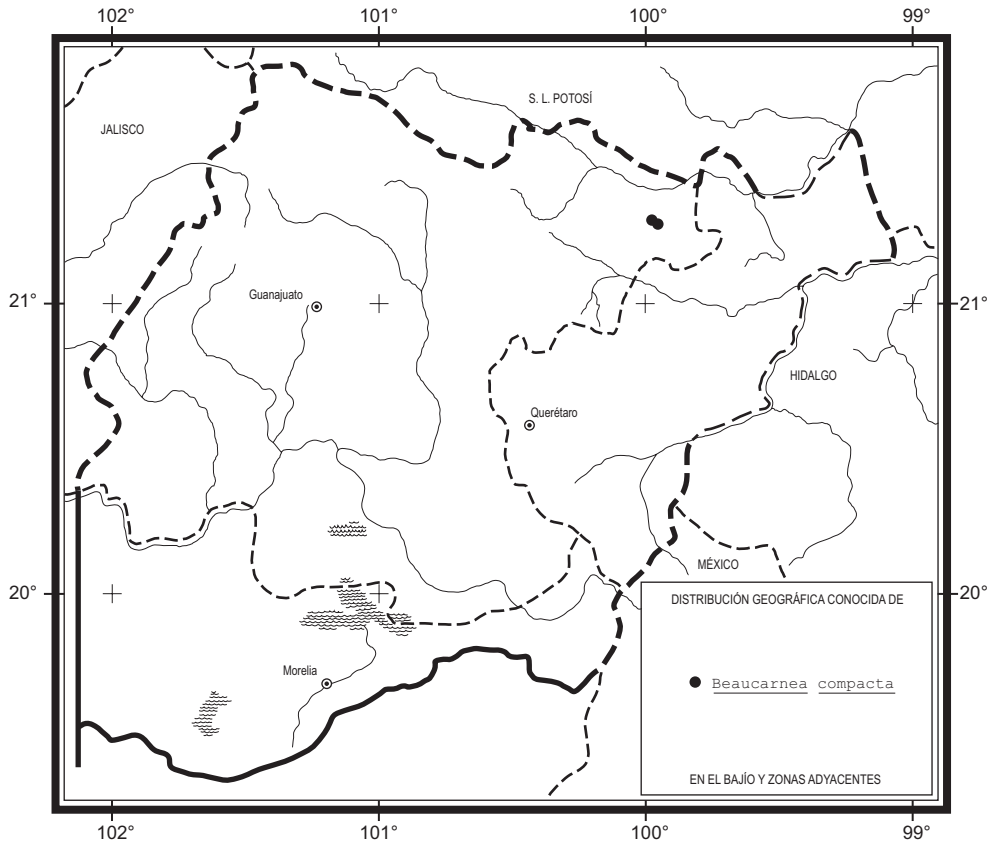 102° 101° 100° 99°
S. L. POTOSÍ
JALISCO
Guanajuato
21° 21°
HIDALGO
Querétaro
MÉXICO
20° 20°
DISTRIBUCIÓN GEOGRÁFICA CONOCIDA DE
Morelia
Beaucarnea compacta
EN EL BAJÍO Y ZONAS ADYACENTES
102° 101° 100° 99°